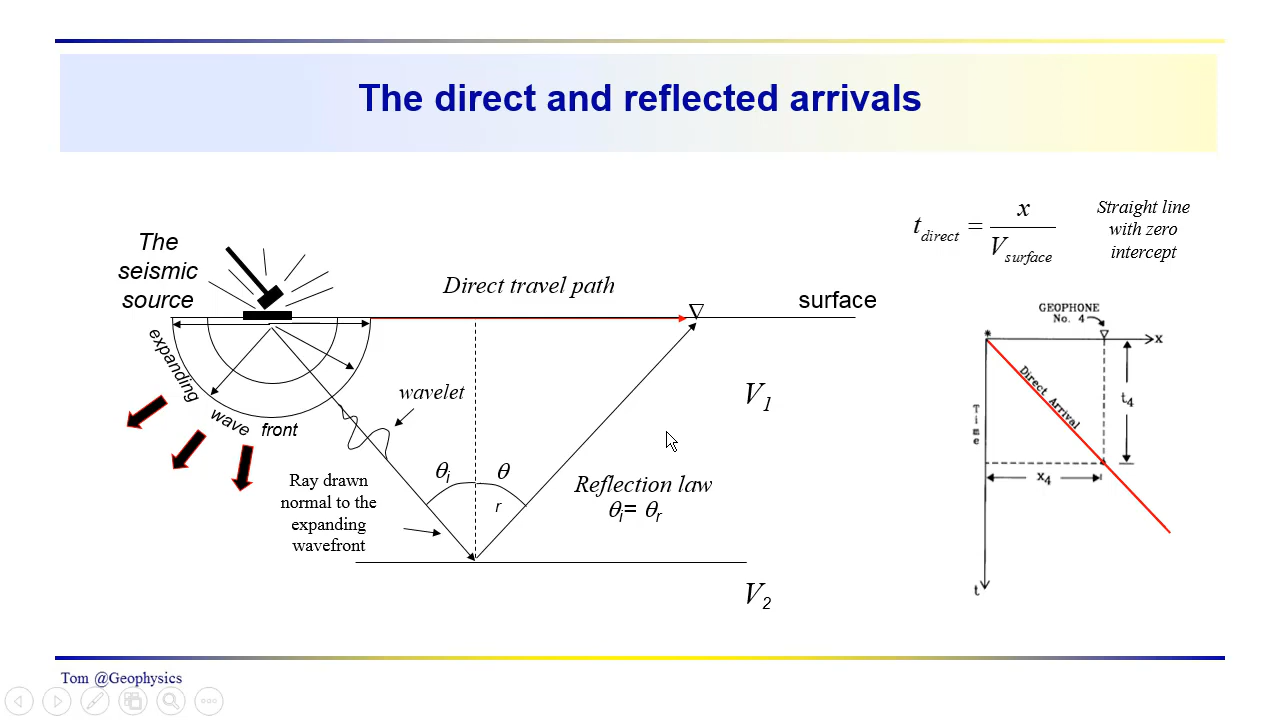 The direct and reflected arrivals
The
seismic
source
Direct travel path
surface
expanding
wave
front
wavelet
V1
θi
θ
r
Ray drawn
normal to the
expanding
wavefront
Reflection law
θi= θr
V2
tdirect = x / Vsurface
Straight line
with zero
intercept
GEOPHONE
No. 4
*
x
Direct Arrival
t4
Time
x4
t
Tom @Geophysics